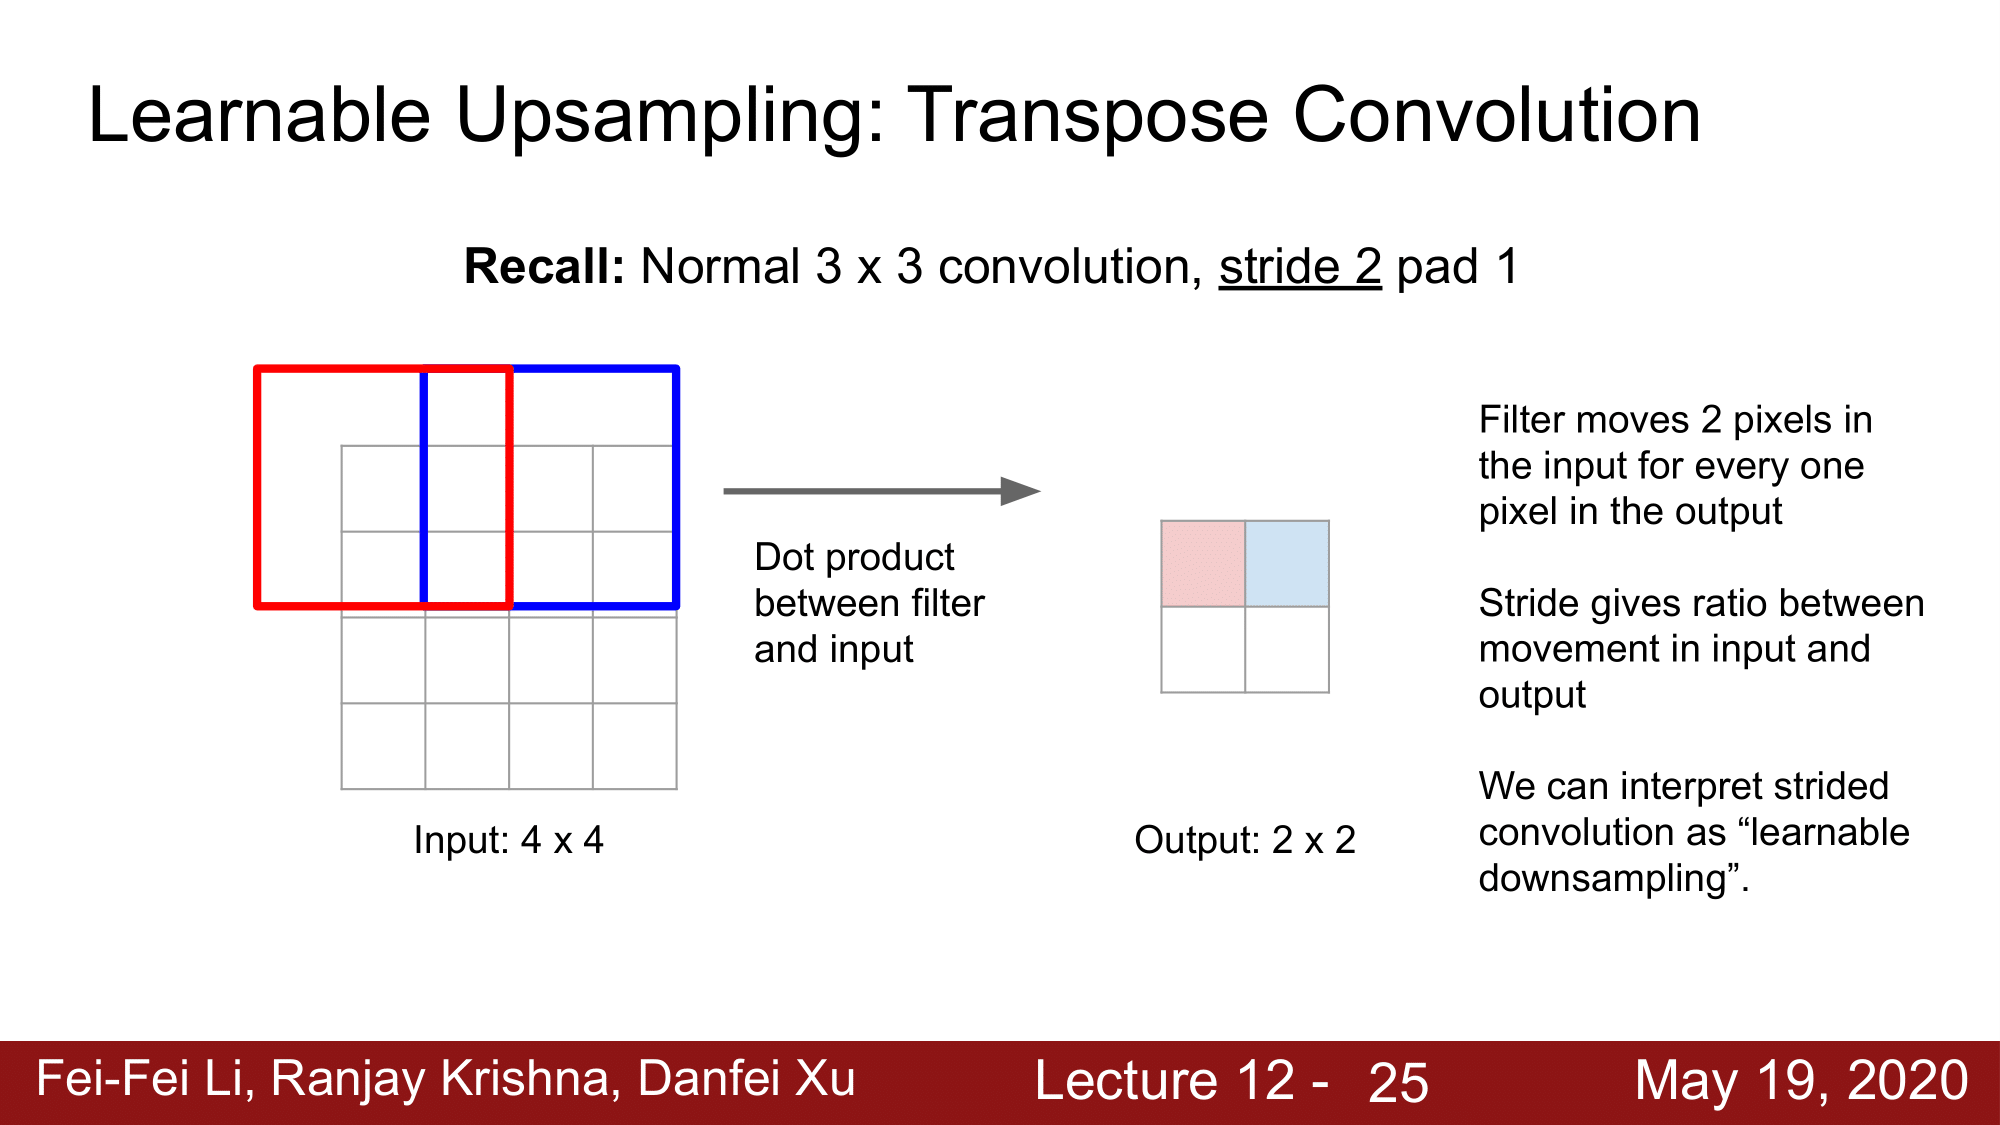 Learnable Upsampling: Transpose Convolution
Recall: Normal 3 x 3 convolution, stride 2 pad 1
Dot product
between filter
and input
Input: 4 x 4
Output: 2 x 2
Filter moves 2 pixels in
the input for every one
pixel in the output
Stride gives ratio between
movement in input and
output
We can interpret strided
convolution as “learnable
downsampling”.
Fei-Fei Li, Ranjay Krishna, Danfei Xu
Lecture 12 - 25
May 19, 2020